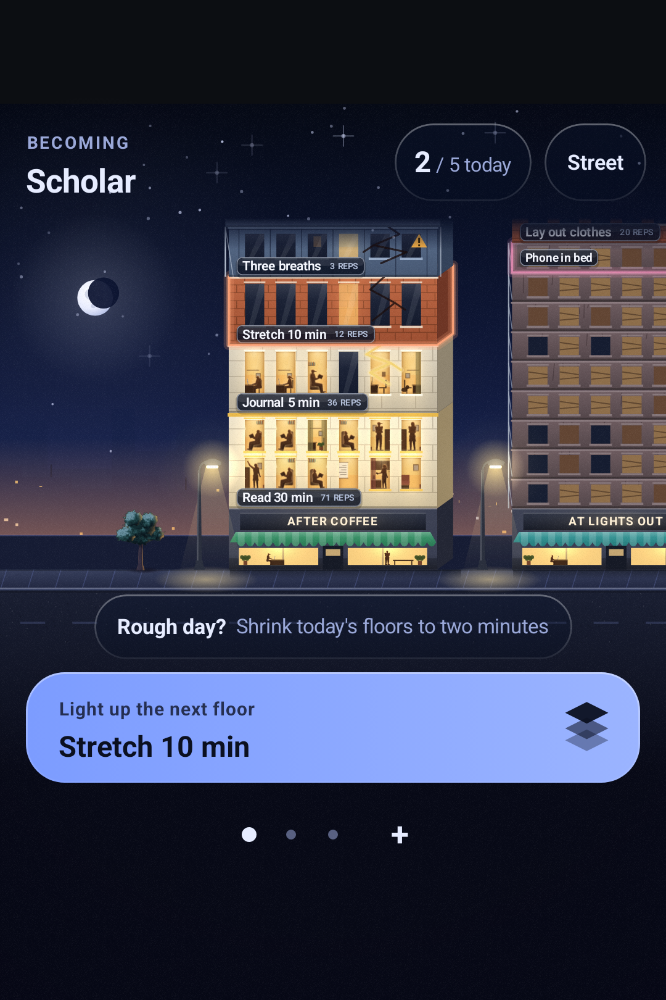 BECOMING
Scholar
2 / 5 today
Street
Three breaths 3 REPS
Stretch 10 min 12 REPS
Journal 5 min 36 REPS
Read 30 min 71 REPS
AFTER COFFEE
Lay out clothes 20 REPS
Phone in bed
AT LIGHTS OUT
Rough day? Shrink today's floors to two minutes
Light up the next floor
Stretch 10 min
+